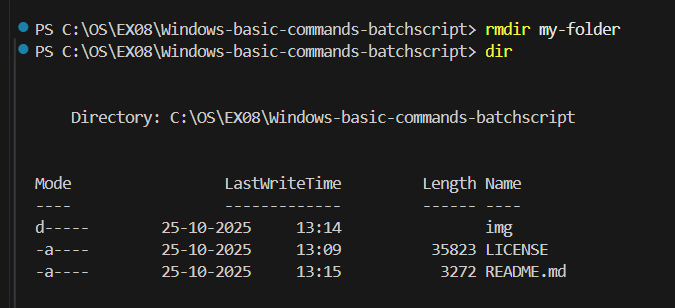 PS C:\OS\EX08\Windows-basic-commands-batchscript> rmdir my-folder
PS C:\OS\EX08\Windows-basic-commands-batchscript> dir
Directory: C:\OS\EX08\Windows-basic-commands-batchscript
Mode LastWriteTime Length Name
---- ------------- ------ ----
d----- 25-10-2025 13:14 img
-a---- 25-10-2025 13:09 35823 LICENSE
-a---- 25-10-2025 13:15 3272 README.md